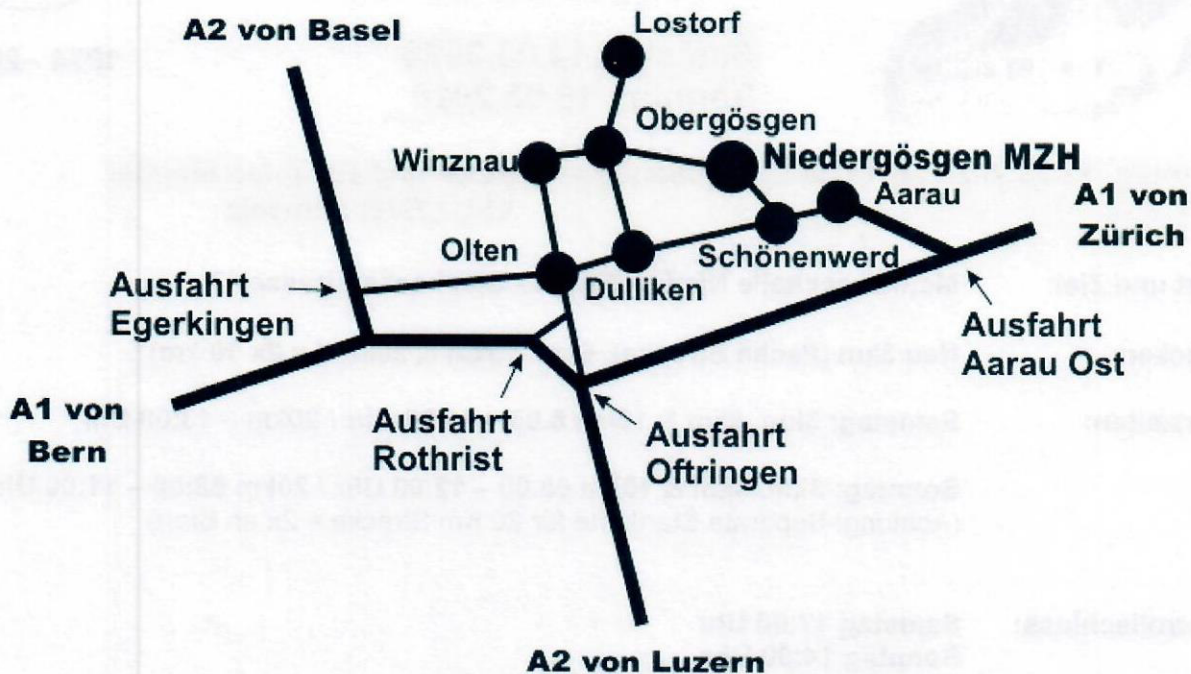 Lostorf
A2 von Basel
Obergösgen
Winznau
Niedergösgen MZH
Aarau
A1 von
Zürich
Olten
Schönenwerd
Dulliken
Ausfahrt
Egerkingen
Ausfahrt
Aarau Ost
A1 von
Bern
Ausfahrt
Rothrist
Ausfahrt
Oftringen
A2 von Luzern